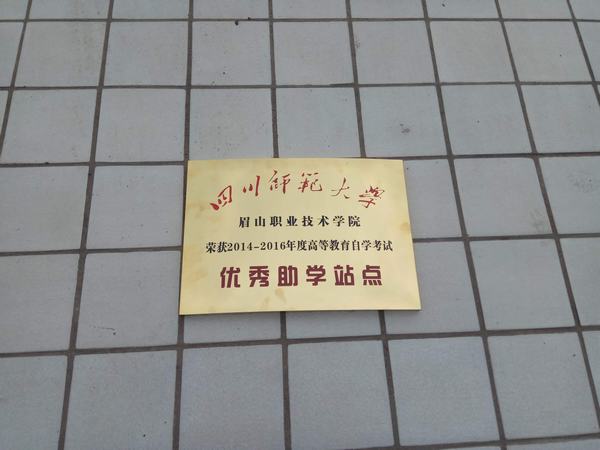 四川师范大学
眉山职业技术学院
荣获2014-2016年度高等教育自学考试
优秀助学站点